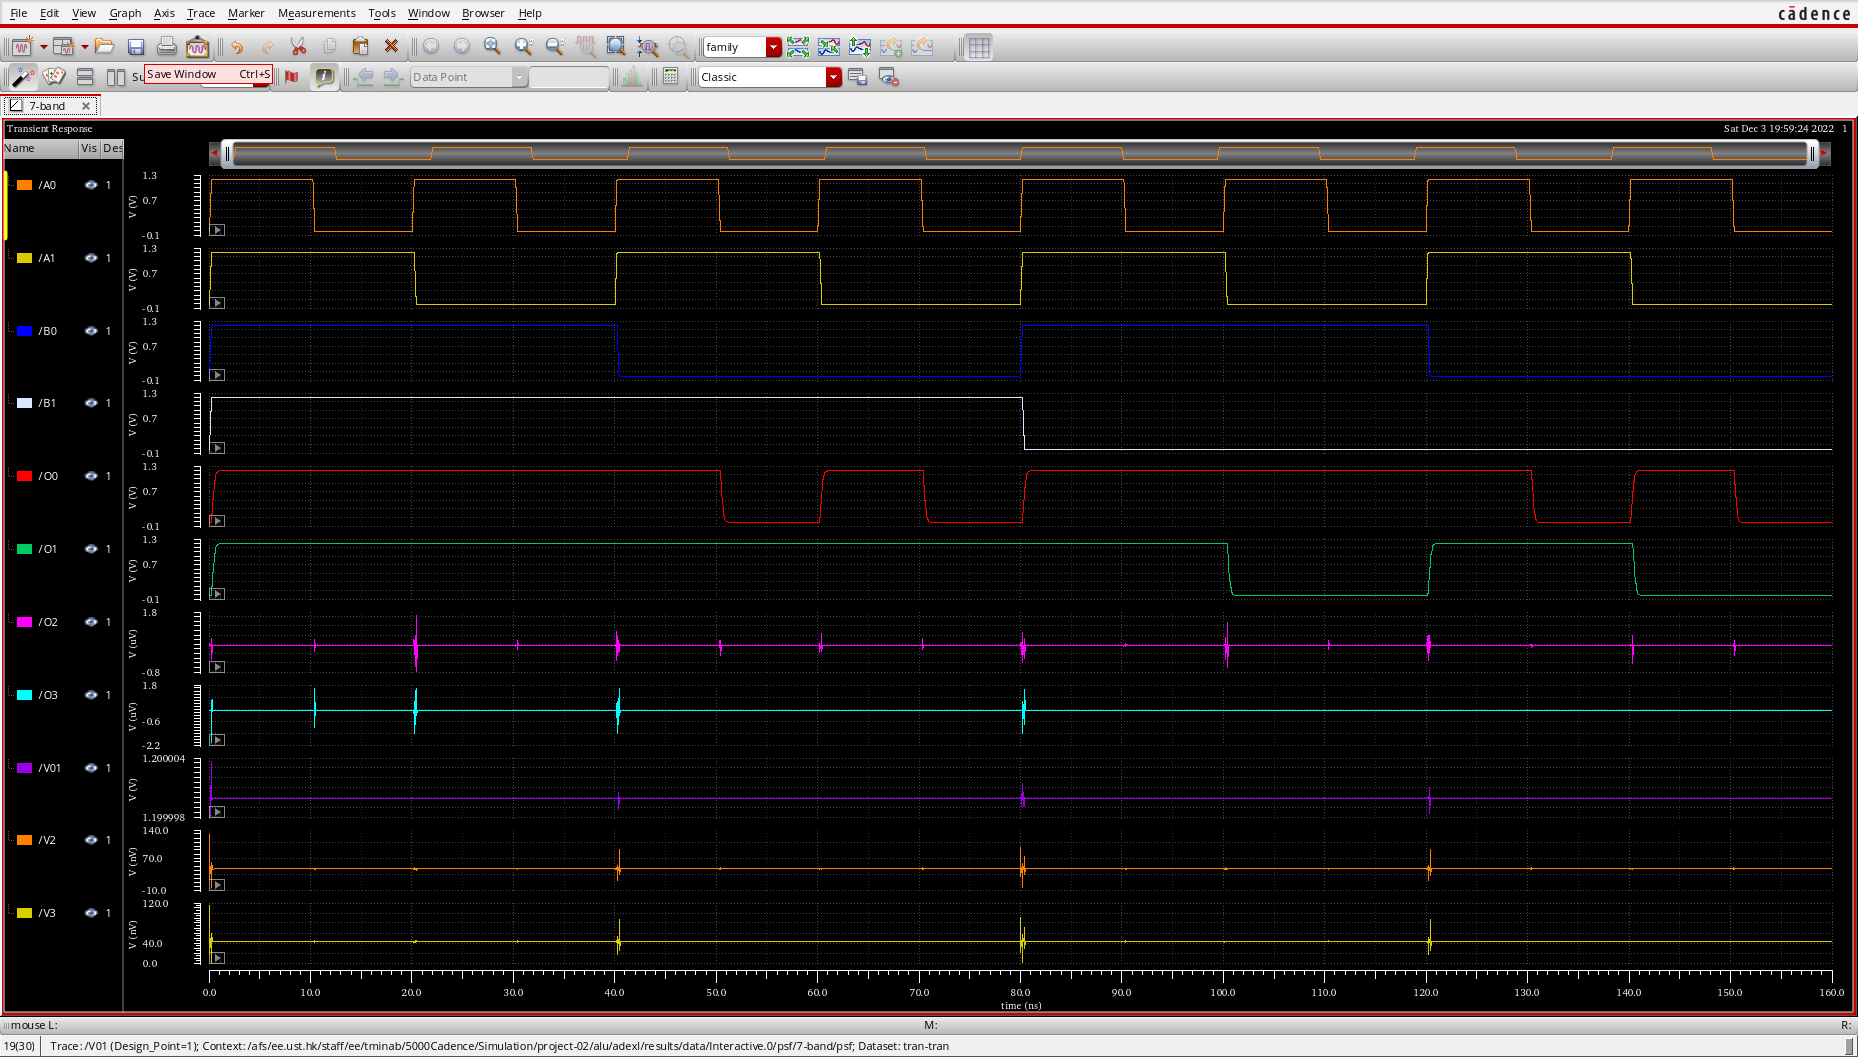 File Edit View Graph Axis Trace Marker Measurements Tools Window Browser Help
cādence
family
Save Window Ctrl+S
Data Point
Classic
7-band
Transient Response
Sat Dec 3 19:59:24 2022 1
Name Vis Des
/A0 1
V (V)
1.3
0.7
-0.1
/A1 1
V (V)
1.3
0.7
-0.1
/B0 1
V (V)
1.3
0.7
-0.1
/B1 1
V (V)
1.3
0.7
-0.1
/O0 1
V (V)
1.3
0.7
-0.1
/O1 1
V (V)
1.3
0.7
-0.1
/O2 1
V (uV)
1.8
-0.8
/O3 1
V (uV)
1.8
-0.6
-2.2
/V01 1
V (V)
1.200004
1.199998
/V2 1
V (nV)
140.0
70.0
-10.0
/V3 1
V (nV)
120.0
40.0
0.0
0.0 10.0 20.0 30.0 40.0 50.0 60.0 70.0 80.0 90.0 100.0 110.0 120.0 130.0 140.0 150.0 160.0
time (ns)
mouse L: M: R:
19(30) Trace: /V01 (Design_Point=1); Context: /afs/ee.ust.hk/staff/ee/tminab/5000Cadence/Simulation/project-02/alu/adexl/results/data/Interactive.0/psf/7-band/psf; Dataset: tran-tran